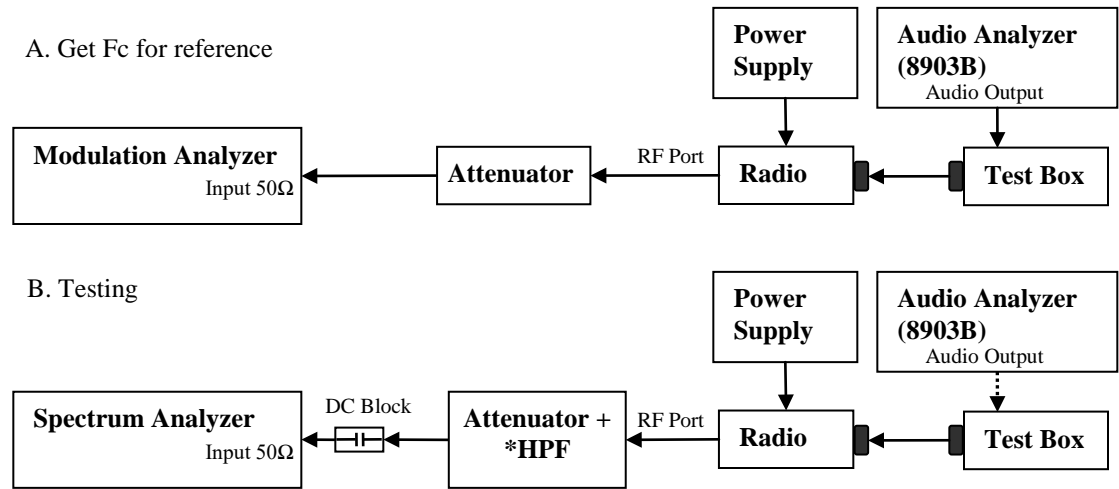 A. Get Fc for reference
Power
Supply
Audio Analyzer
(8903B)
Audio Output
Modulation Analyzer
Input 50Ω
Attenuator
RF Port
Radio
Test Box
B. Testing
Power
Supply
Audio Analyzer
(8903B)
Audio Output
Spectrum Analyzer
Input 50Ω
DC Block
Attenuator +
*HPF
RF Port
Radio
Test Box